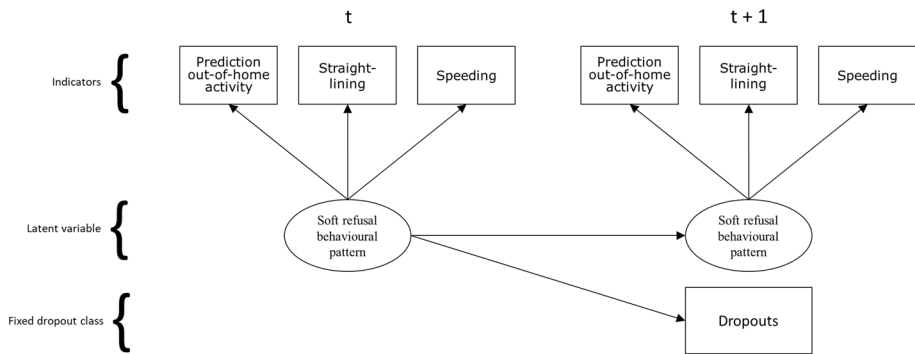 t
t + 1
Indicators
Prediction
out-of-home
activity
Straight-
lining
Speeding
Prediction
out-of-home
activity
Straight-
lining
Speeding
Latent variable
Soft refusal
behavioural
pattern
Soft refusal
behavioural
pattern
Fixed dropout class
Dropouts